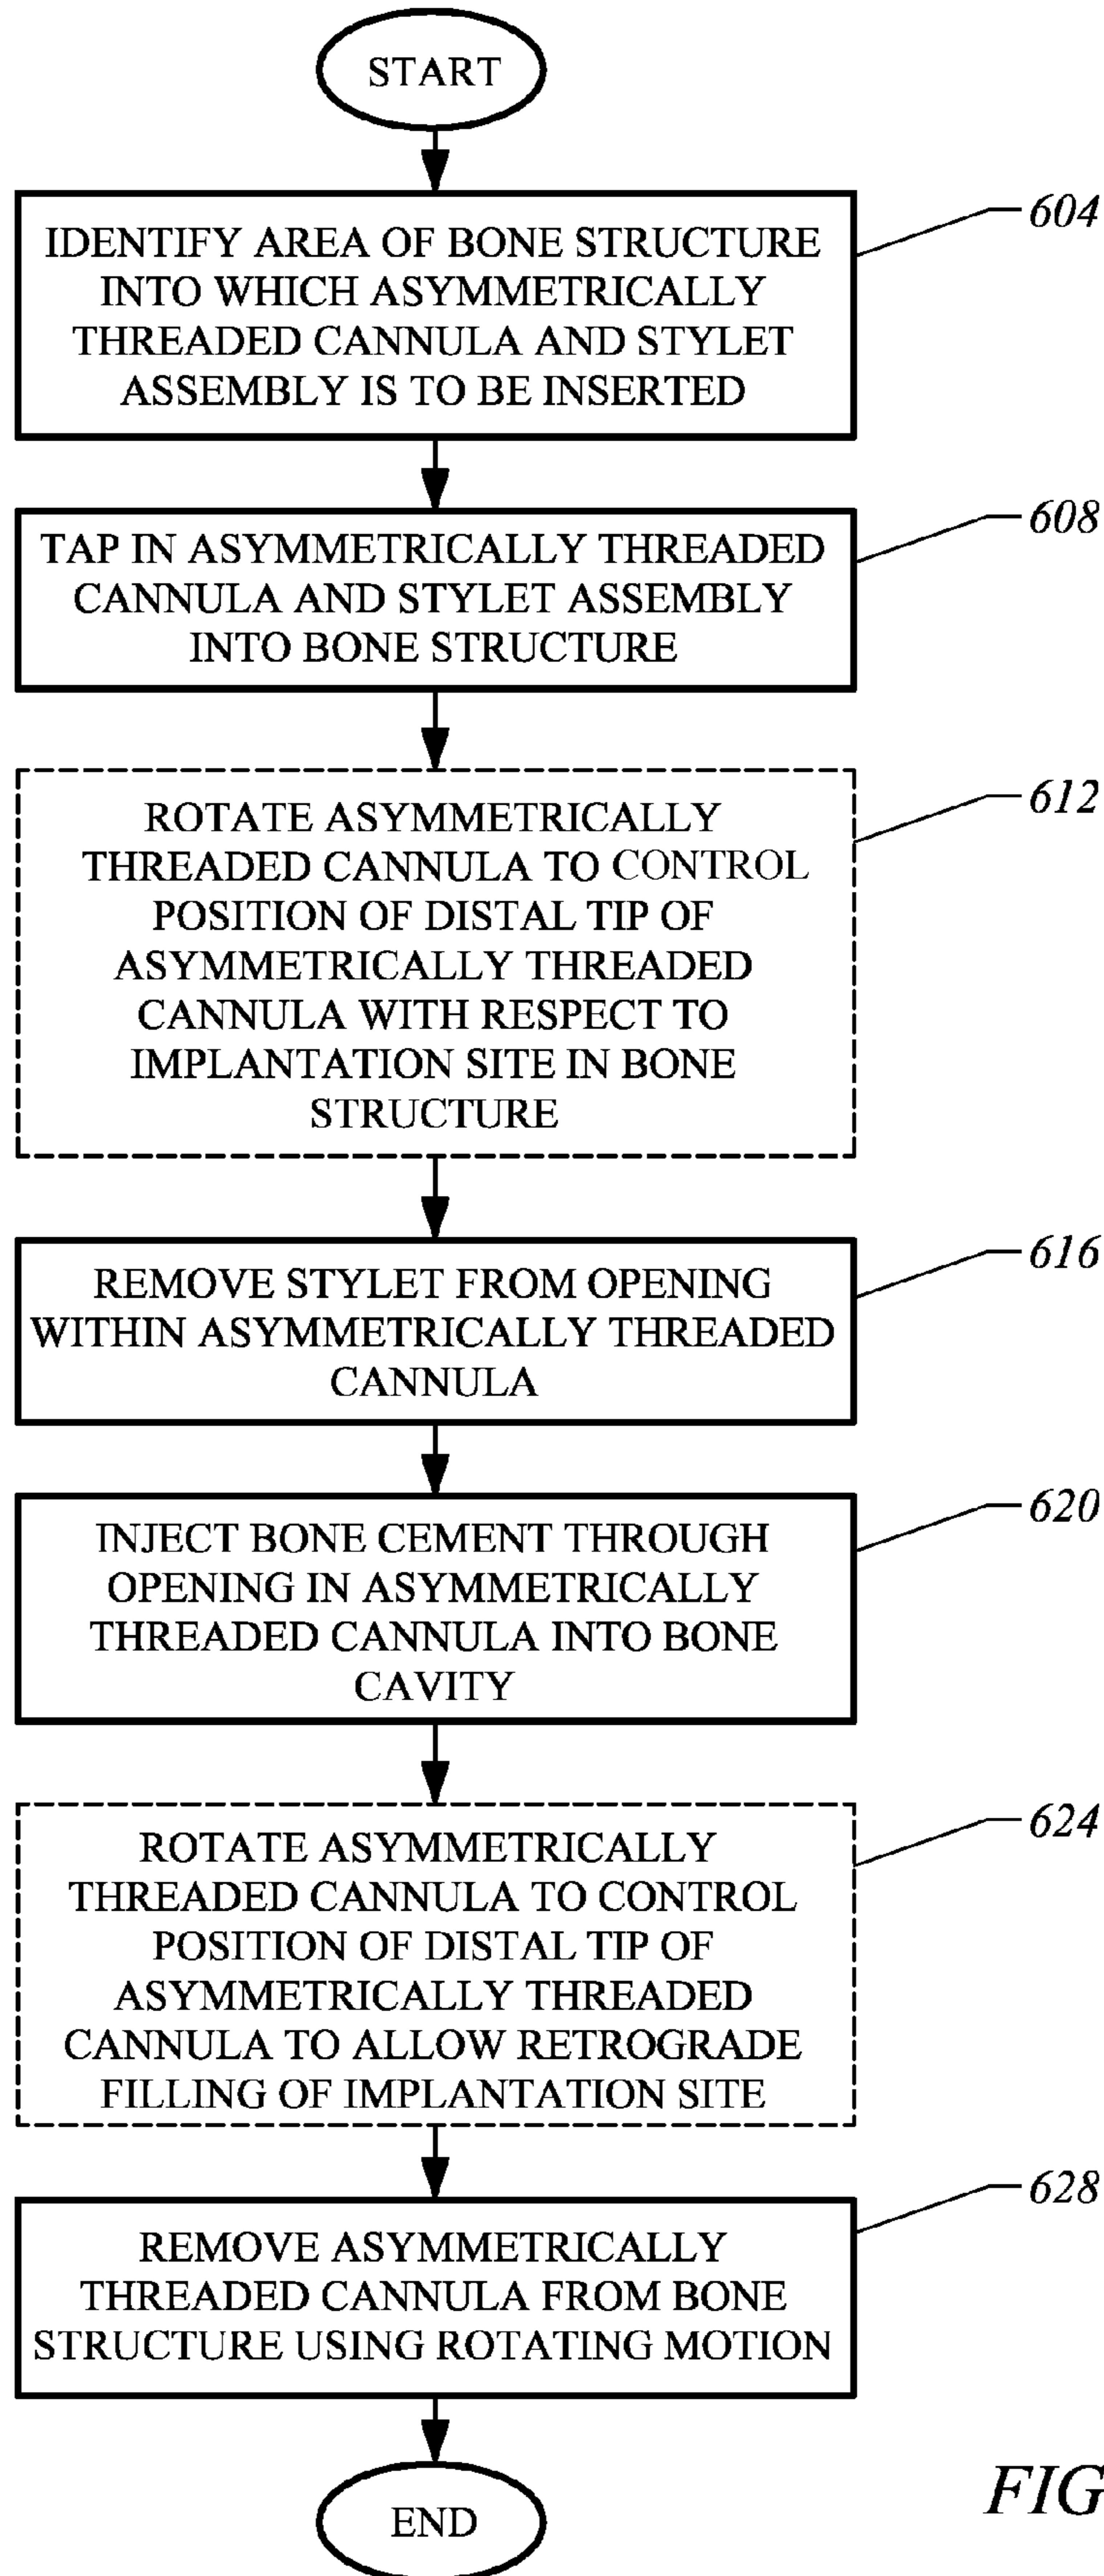 START
604
IDENTIFY AREA OF BONE STRUCTURE
INTO WHICH ASYMMETRICALLY
THREADED CANNULA AND STYLET
ASSEMBLY IS TO BE INSERTED
608
TAP IN ASYMMETRICALLY THREADED
CANNULA AND STYLET ASSEMBLY
INTO BONE STRUCTURE
612
ROTATE ASYMMETRICALLY
THREADED CANNULA TO CONTROL
POSITION OF DISTAL TIP OF
ASYMMETRICALLY THREADED
CANNULA WITH RESPECT TO
IMPLANTATION SITE IN BONE
STRUCTURE
616
REMOVE STYLET FROM OPENING
WITHIN ASYMMETRICALLY THREADED
CANNULA
620
INJECT BONE CEMENT THROUGH
OPENING IN ASYMMETRICALLY
THREADED CANNULA INTO BONE
CAVITY
624
ROTATE ASYMMETRICALLY
THREADED CANNULA TO CONTROL
POSITION OF DISTAL TIP OF
ASYMMETRICALLY THREADED
CANNULA TO ALLOW RETROGRADE
FILLING OF IMPLANTATION SITE
628
REMOVE ASYMMETRICALLY
THREADED CANNULA FROM BONE
STRUCTURE USING ROTATING MOTION
END
FIG